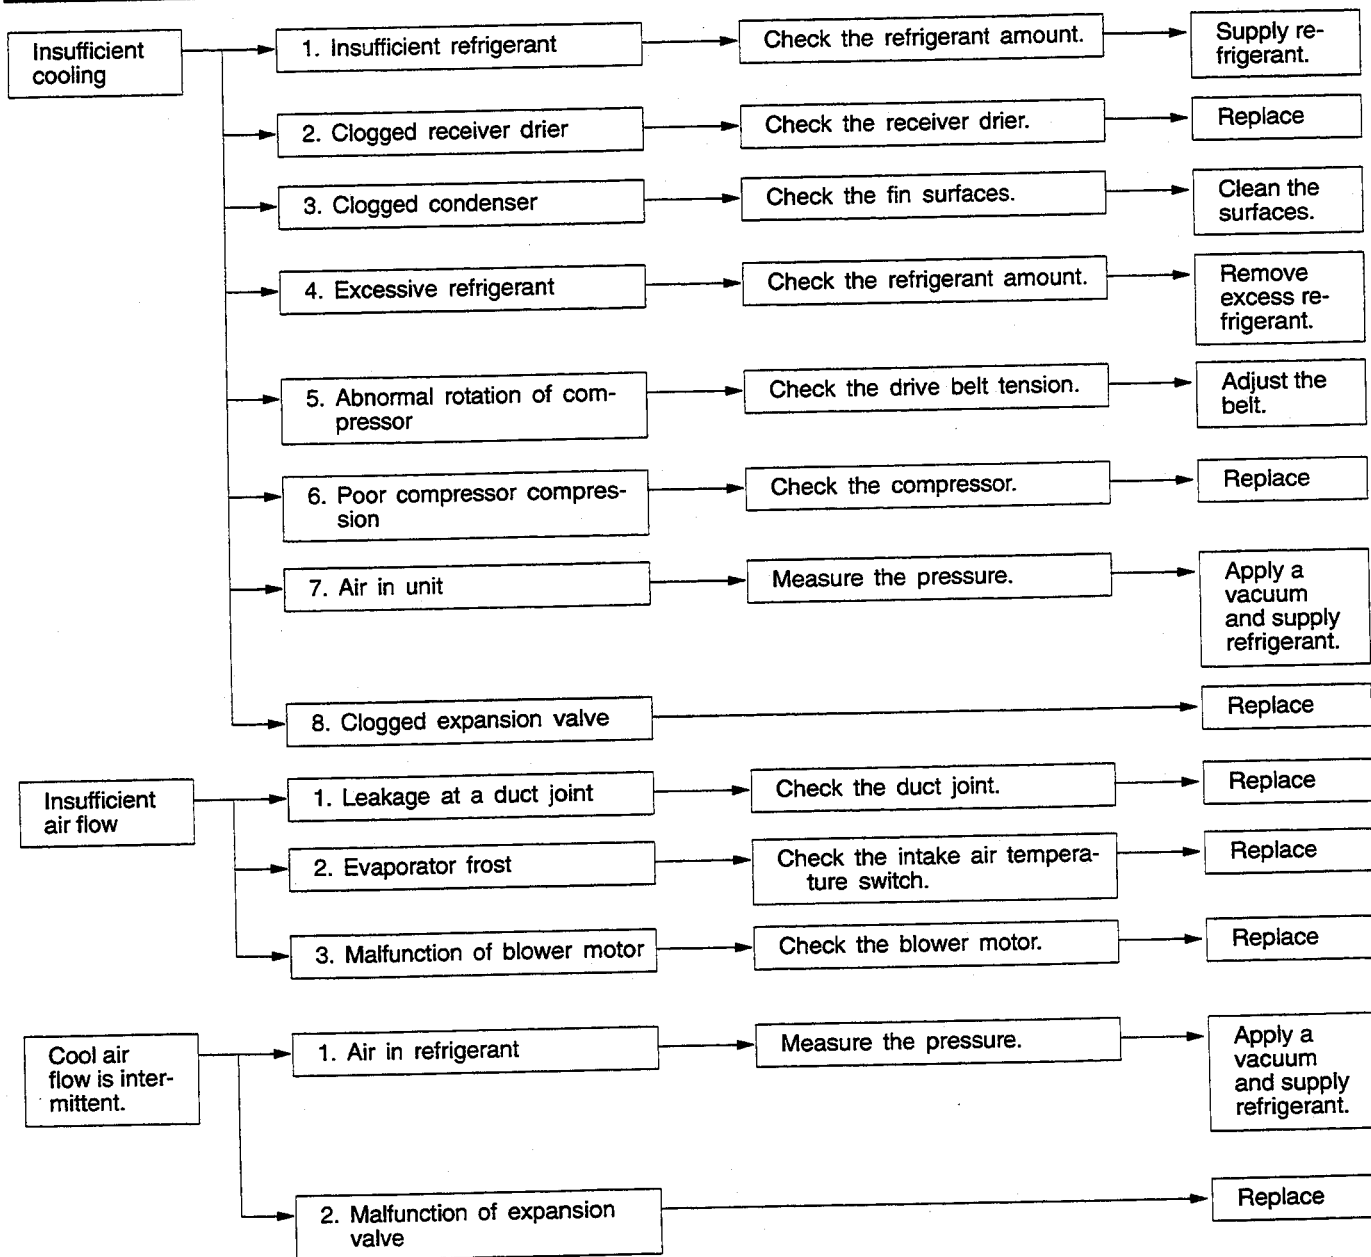 Insufficient
cooling
1. Insufficient refrigerant
Check the refrigerant amount.
Supply re-
frigerant.
2. Clogged receiver drier
Check the receiver drier.
Replace
3. Clogged condenser
Check the fin surfaces.
Clean the
surfaces.
4. Excessive refrigerant
Check the refrigerant amount.
Remove
excess re-
frigerant.
5. Abnormal rotation of com-
pressor
Check the drive belt tension.
Adjust the
belt.
6. Poor compressor compres-
sion
Check the compressor.
Replace
7. Air in unit
Measure the pressure.
Apply a
vacuum
and supply
refrigerant.
8. Clogged expansion valve
Replace
Insufficient
air flow
1. Leakage at a duct joint
Check the duct joint.
Replace
2. Evaporator frost
Check the intake air tempera-
ture switch.
Replace
3. Malfunction of blower motor
Check the blower motor.
Replace
Cool air
flow is inter-
mittent.
1. Air in refrigerant
Measure the pressure.
Apply a
vacuum
and supply
refrigerant.
2. Malfunction of expansion
valve
Replace